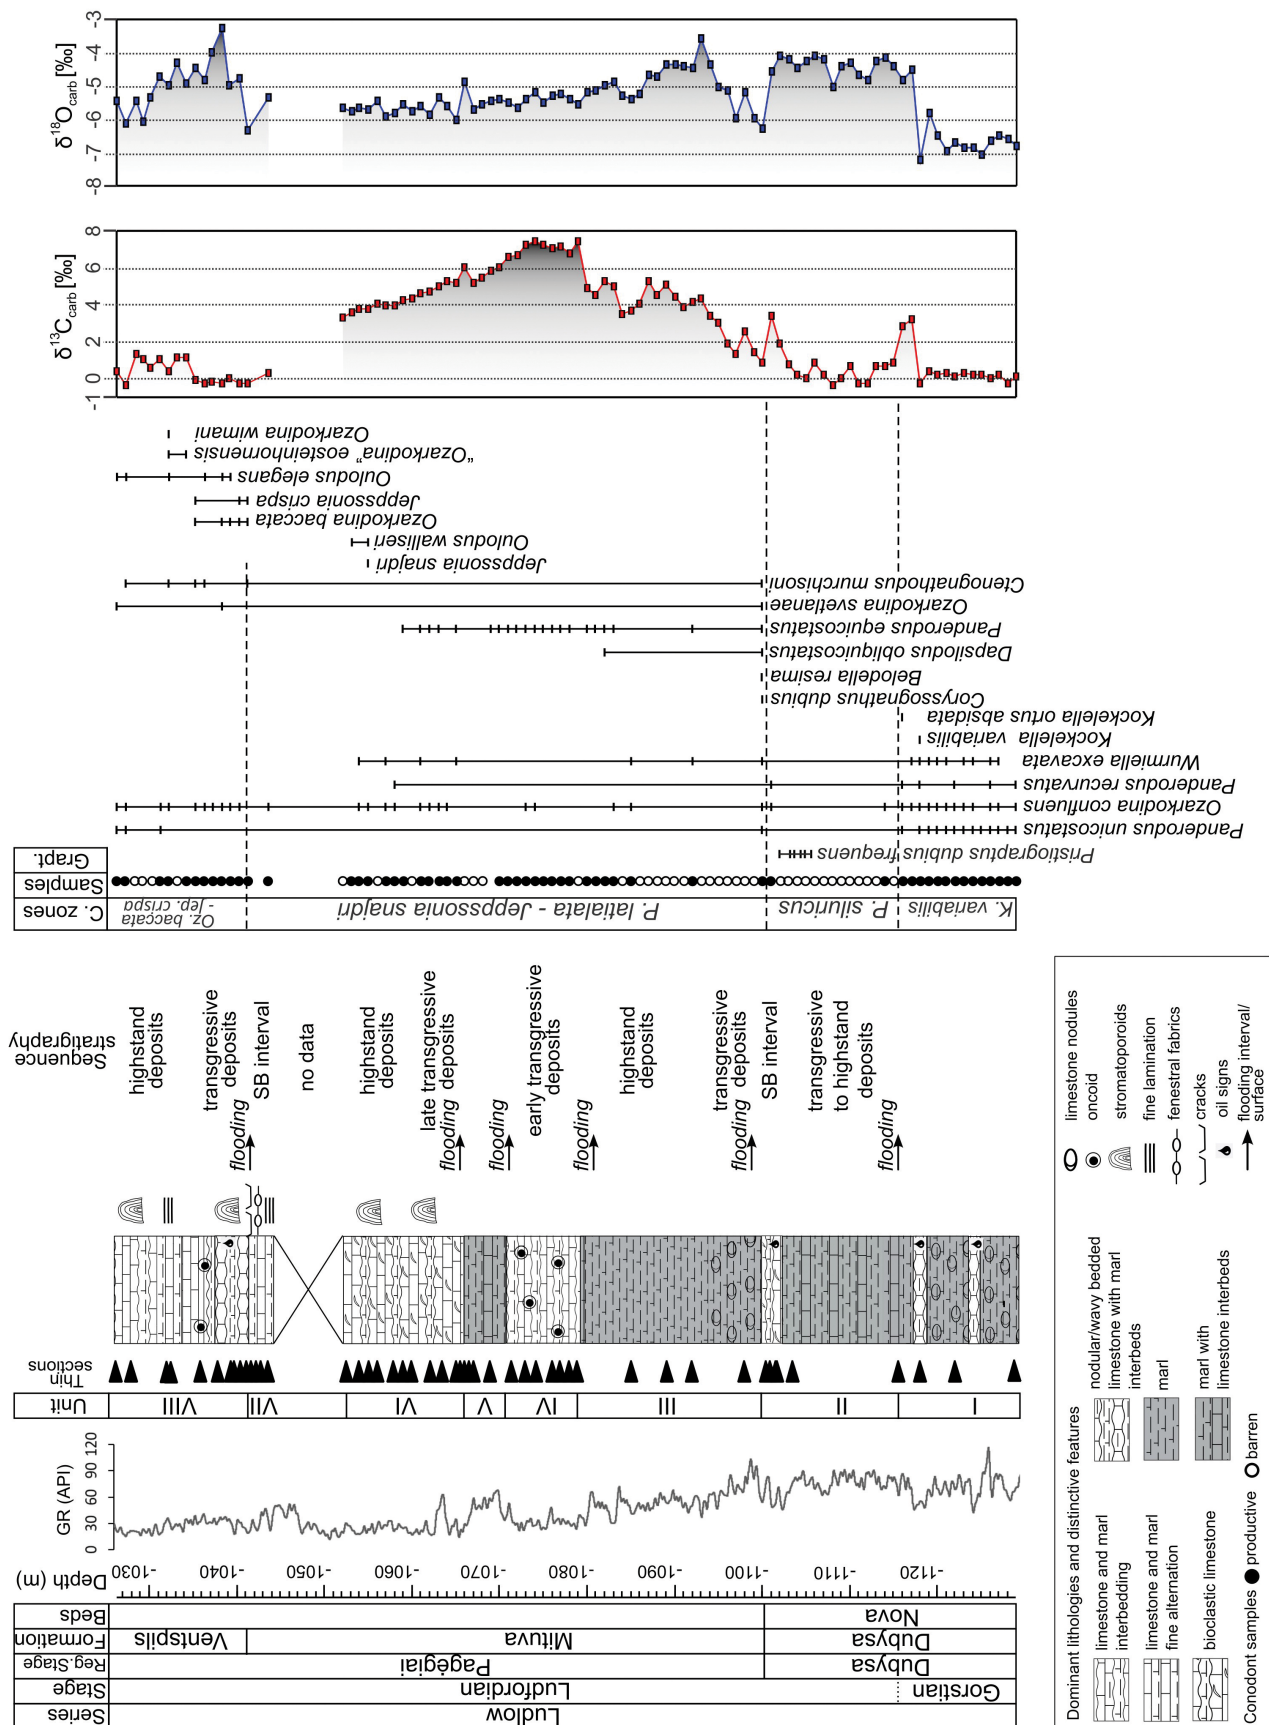 δ18Ocarb [‰]
-3
-4
-5
-6
-7
-8
δ13Ccarb [‰]
8
6
4
2
0
-1
Ozarkodina wimani
"Ozarkodina" eosteinhornensis
Oulodus elegans
Jeppssonia crispa
Ozarkodina baccata
Oulodus walliseri
Jeppssonia snajdri
Ctenognathodus murchisoni
Ozarkodina svetlanae
Panderodus equicostatus
Dapsilodus obliquicostatus
Belodella resima
Coryssognathus dubius
Kockelella ortus absidata
Kockelella variabilis
Wurmiella excavata
Panderodus recurvatus
Ozarkodina confluens
Panderodus unicostatus
Pristiograptus dubius frequens
Grapt.
Samples
C. zones
Oz. baccata
- Jep. crispa
P. latialata - Jeppssonia snajdri
P. siluricus
K. variabilis
Sequence
stratigraphy
highstand
deposits
transgressive
deposits
flooding
SB interval
no data
highstand
deposits
late transgressive
deposits
flooding
flooding
early transgressive
deposits
flooding
highstand
deposits
transgressive
deposits
flooding
SB interval
transgressive
to highstand
deposits
flooding
Thin
sections
Unit
VIII
VII
VI
V
IV
III
II
I
GR (API)
120
90
60
30
0
Depth (m)
-1030
-1040
-1050
-1060
-1070
-1080
-1090
-1100
-1110
-1120
Beds
Nova
Formation
Ventspils
Mituva
Dubysa
Reg.Stage
Pagėgiai
Dubysa
Stage
Ludfordian
Gorstian
Series
Ludlow
Dominant lithologies and distinctive features
limestone and marl
interbedding
limestone and marl
fine alternation
bioclastic limestone
nodular/wavy bedded
limestone with marl
interbeds
marl
marl with
limestone interbeds
limestone nodules
oncoid
stromatoporoids
fine lamination
fenestral fabrics
cracks
oil signs
flooding interval/
surface
Conodont samples productive barren